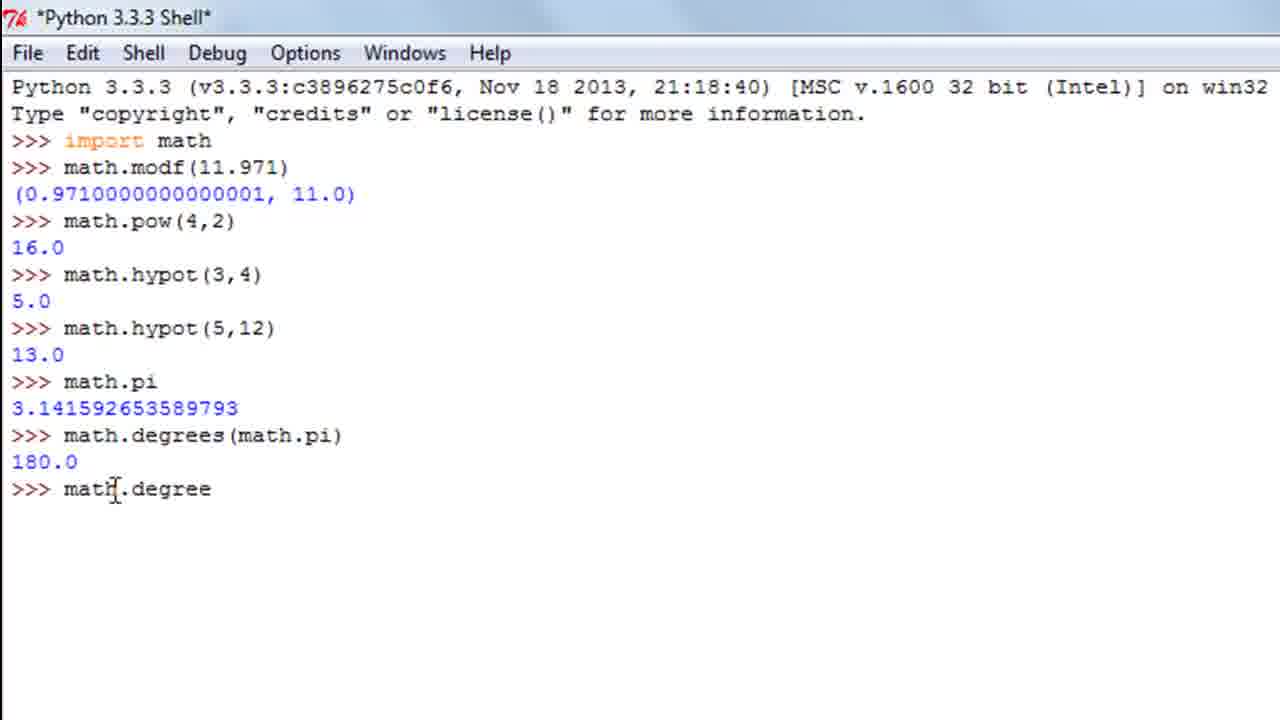 *Python 3.3.3 Shell*
File Edit Shell Debug Options Windows Help
Python 3.3.3 (v3.3.3:c3896275c0f6, Nov 18 2013, 21:18:40) [MSC v.1600 32 bit (Intel)] on win32
Type "copyright", "credits" or "license()" for more information.
>>> import math
>>> math.modf(11.971)
(0.9710000000000001, 11.0)
>>> math.pow(4,2)
16.0
>>> math.hypot(3,4)
5.0
>>> math.hypot(5,12)
13.0
>>> math.pi
3.141592653589793
>>> math.degrees(math.pi)
180.0
>>> math.degree